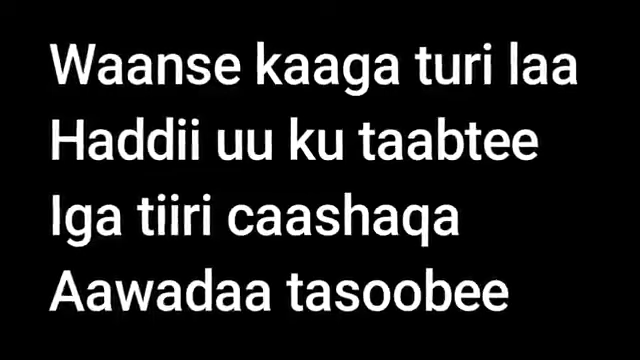 Waanse kaaga turi laa
Haddii uu ku taabtee
Iga tiiri caashaqa
Aawadaa tasoobee